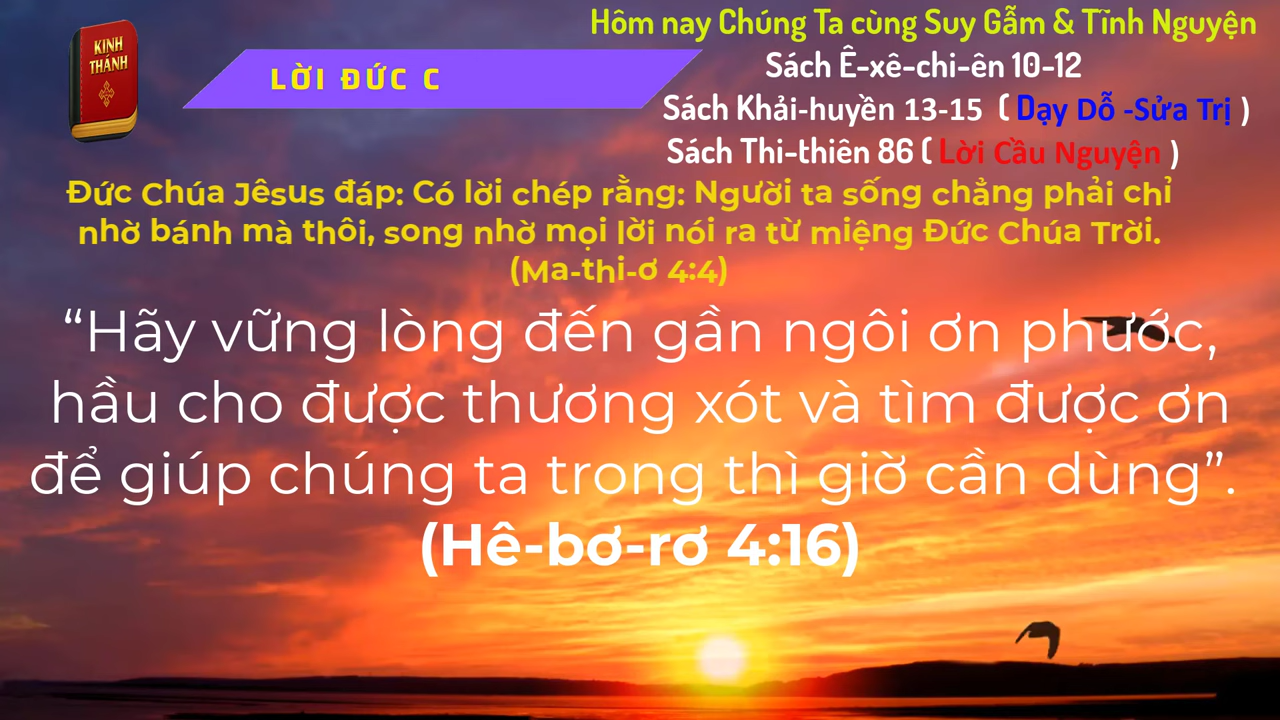 KINH
THÁNH
LỜI ĐỨC C
Hôm nay Chúng Ta cùng Suy Gẫm & Tĩnh Nguyện
Sách Ê-xê-chi-ên 10-12
Sách Khải-huyền 13-15 ( Dạy Dỗ -Sửa Trị )
Sách Thi-thiên 86 ( Lời Cầu Nguyện )
Đức Chúa Jêsus đáp: Có lời chép rằng: Người ta sống chẳng phải chỉ
nhờ bánh mà thôi, song nhờ mọi lời nói ra từ miệng Đức Chúa Trời.
(Ma-thi-ơ 4:4)
“Hãy vững lòng đến gần ngôi ơn phước,
hầu cho được thương xót và tìm được ơn
để giúp chúng ta trong thì giờ cần dùng”.
(Hê-bơ-rơ 4:16)